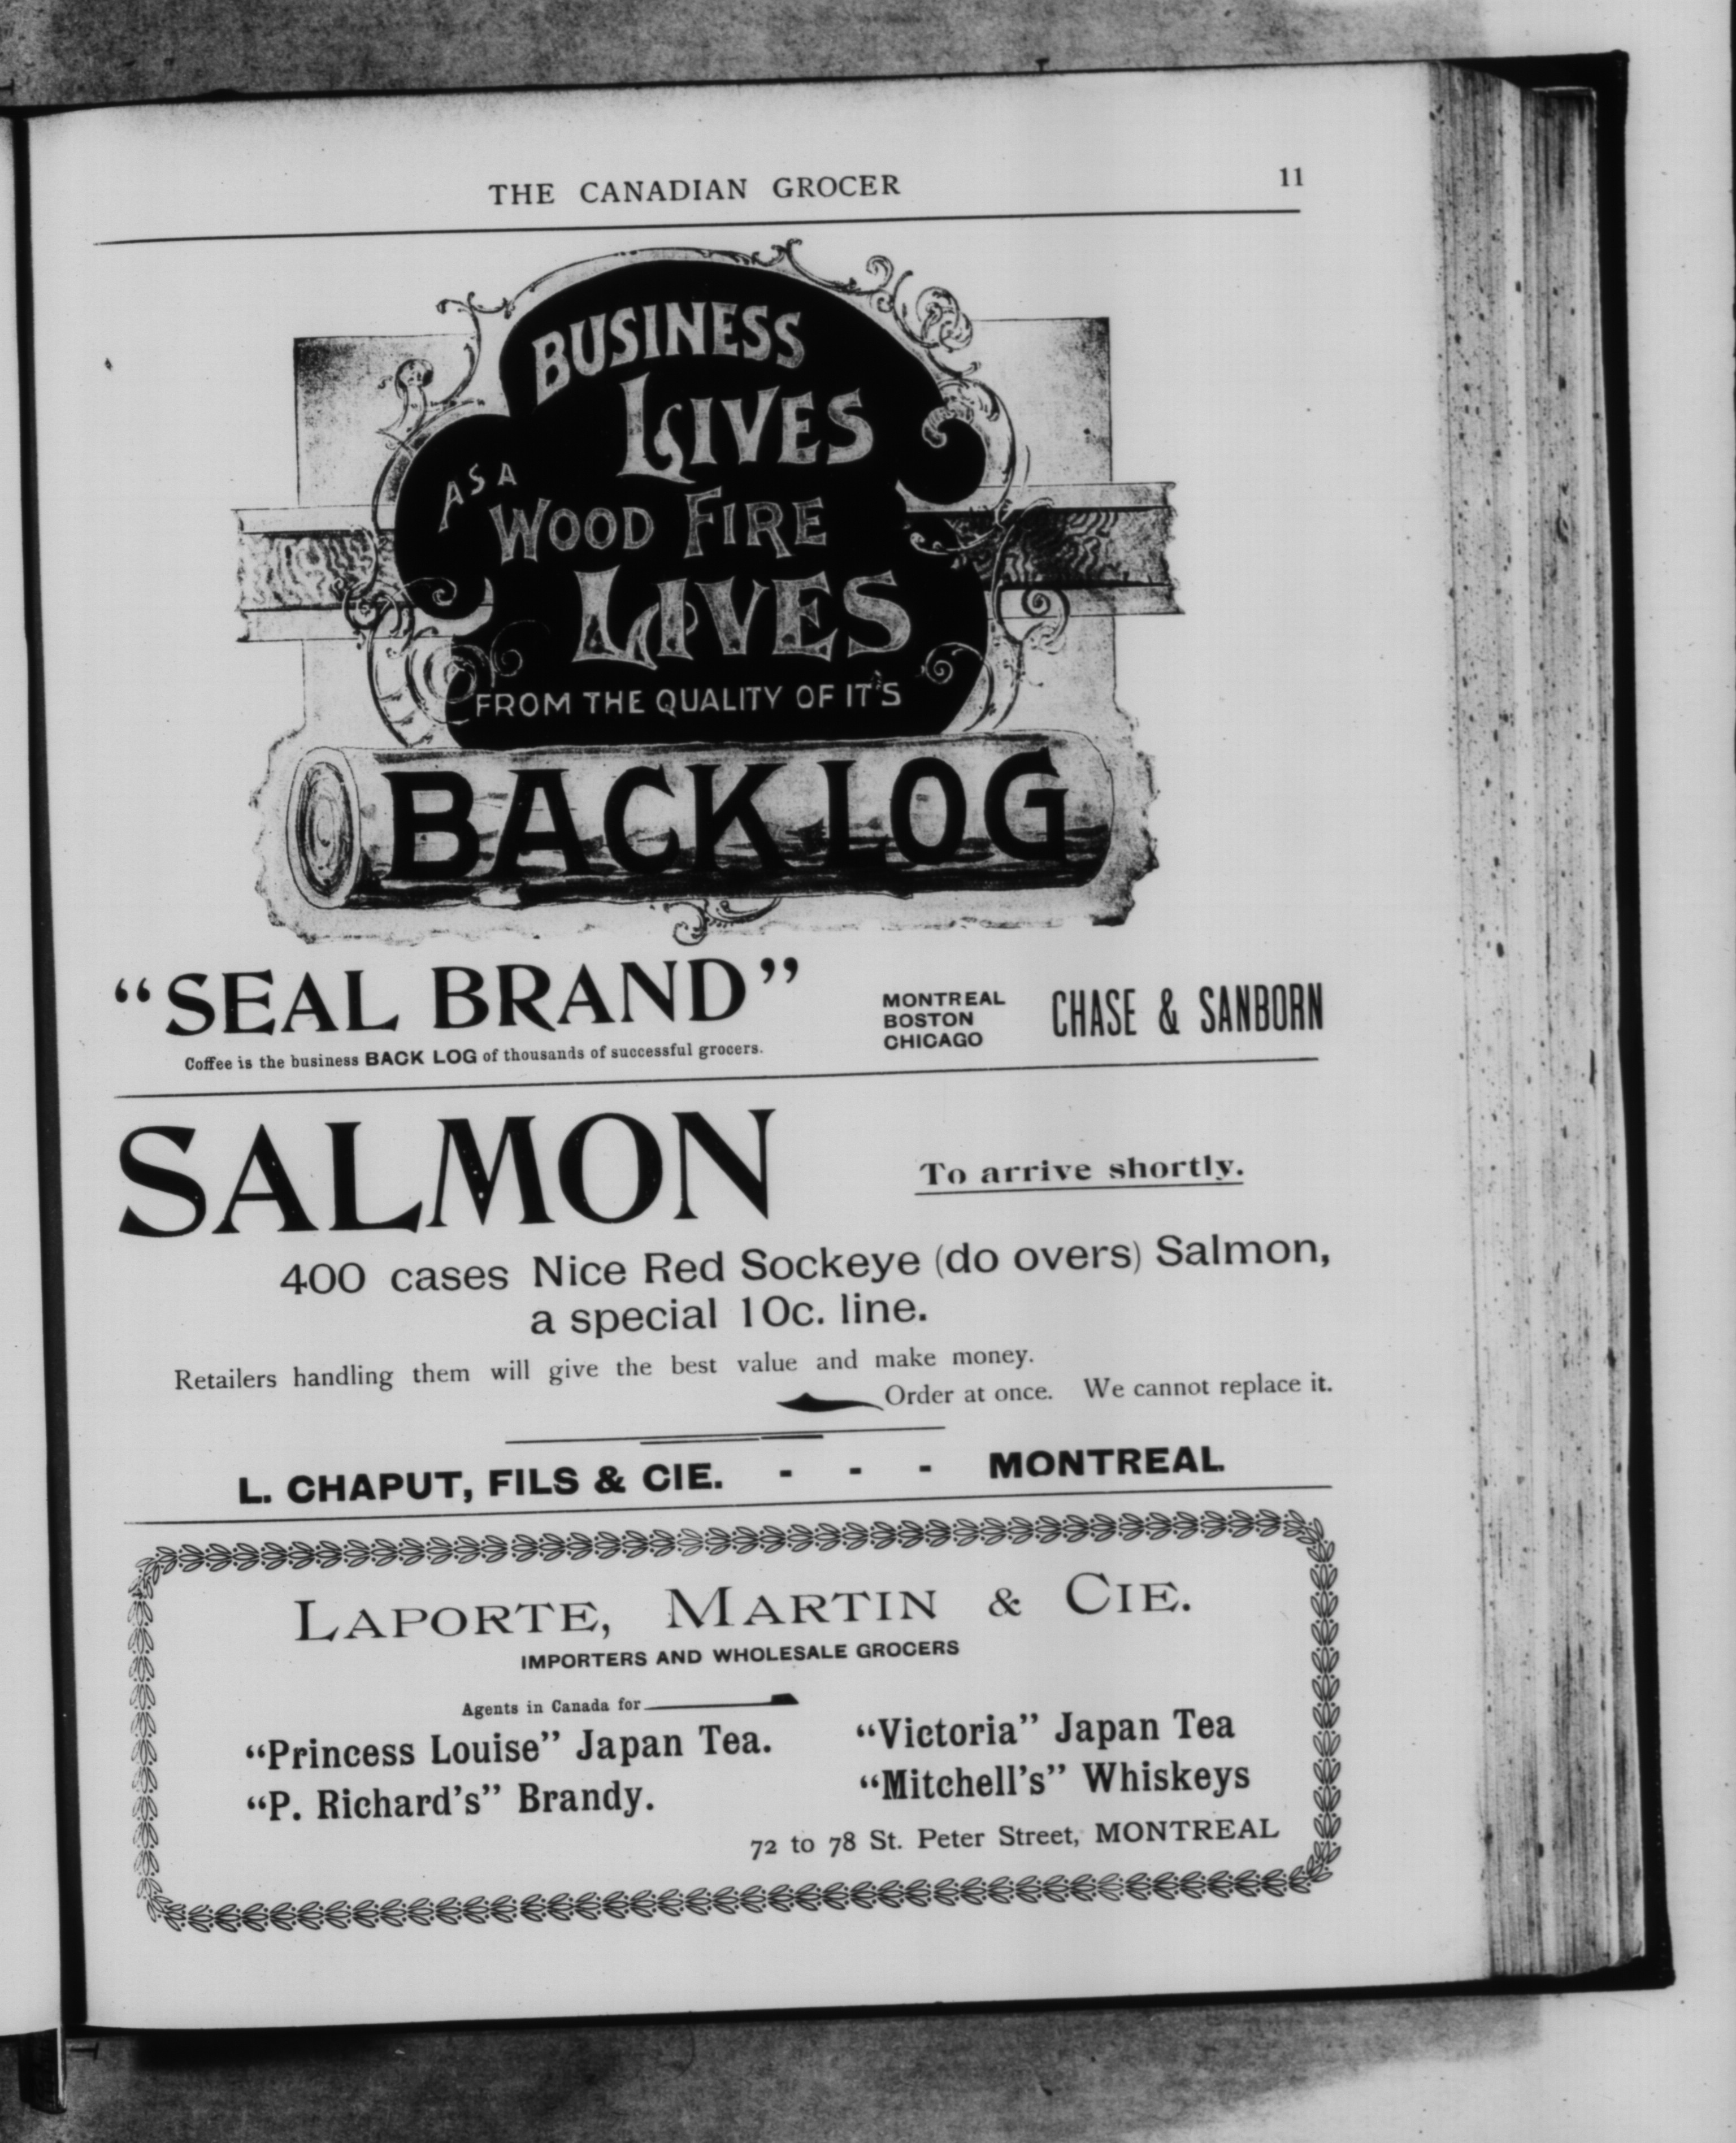 THE CANADIAN GROCER 11
BUSINESS
LIVES
AS A
WOOD FIRE
LIVES
FROM THE QUALITY OF IT'S
BACK LOG
“SEAL BRAND”
Coffee is the business BACK LOG of thousands of successful grocers.
MONTREAL
BOSTON
CHICAGO
CHASE & SANBORN
SALMON
To arrive shortly.
400 cases Nice Red Sockeye (do overs) Salmon,
a special 10c. line.
Retailers handling them will give the best value and make money.
Order at once. We cannot replace it.
L. CHAPUT, FILS & CIE. - - - MONTREAL
LAPORTE, MARTIN & CIE.
IMPORTERS AND WHOLESALE GROCERS
Agents in Canada for
“Princess Louise” Japan Tea. “Victoria” Japan Tea
“P. Richard's” Brandy. “Mitchell's” Whiskeys
72 to 78 St. Peter Street, MONTREAL